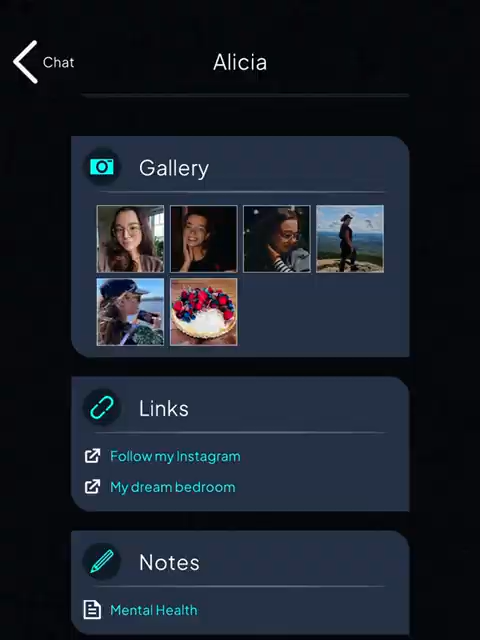 Chat
Alicia
Gallery
Links
Follow my Instagram
My dream bedroom
Notes
Mental Health